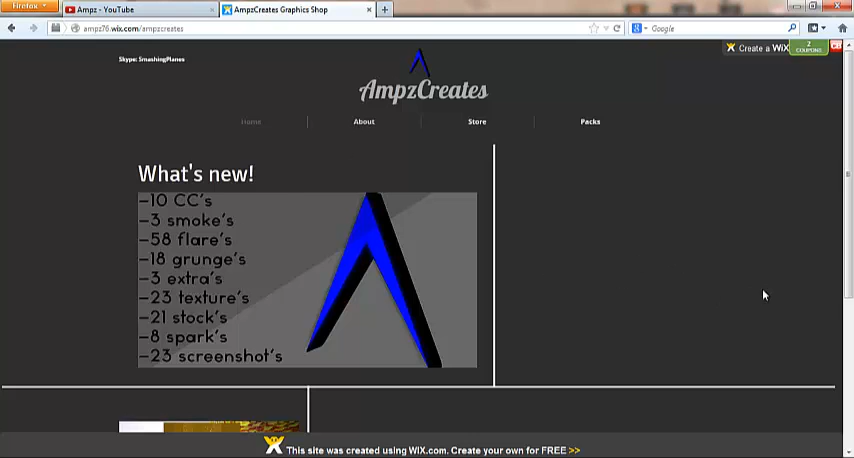 Firefox
Ampz - YouTube
AmpzCreates Graphics Shop
ampz76.wix.com/ampzcreates
Google
Skype: SmashingPlanes
Create a WiX
2
COUPONS
AmpzCreates
Home
About
Store
Packs
What's new!
-10 CC's
-3 smoke's
-58 flare's
-18 grunge's
-3 extra's
-23 texture's
-21 stock's
-8 spark's
-23 screenshot's
This site was created using WIX.com. Create your own for FREE >>